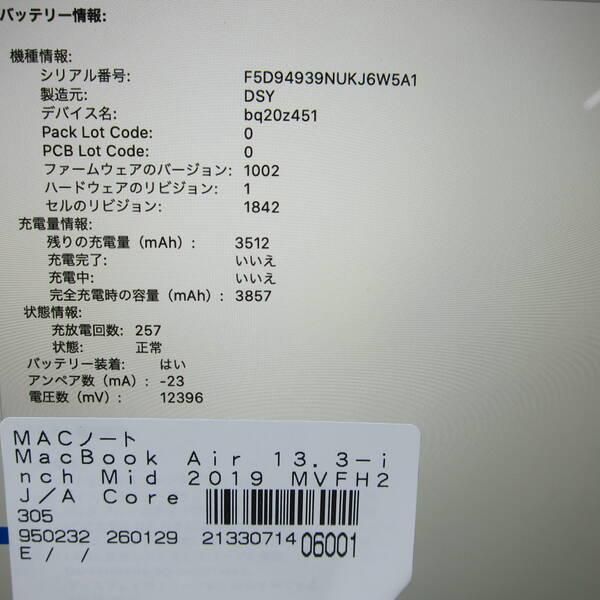 バッテリー情報:
機種情報:
シリアル番号: F5D94939NUKJ6W5A1
製造元: DSY
デバイス名: bq20z451
Pack Lot Code: 0
PCB Lot Code: 0
ファームウェアのバージョン: 1002
ハードウェアのリビジョン: 1
セルのリビジョン: 1842
充電量情報:
残りの充電量（mAh）: 3512
充電完了: いいえ
充電中: いいえ
完全充電時の容量（mAh）: 3857
状態情報:
充放電回数: 257
状態: 正常
バッテリー装着: はい
アンペア数（mA）: -23
電圧数（mV）: 12396
ＭＡＣノート
ＭａｃＢｏｏｋ Ａｉｒ １３.３－ｉ
ｎｃｈ Ｍｉｄ ２０１９ ＭＶＦＨ２
Ｊ／Ａ Ｃｏｒｅ
305
950232 260129 21330714 06001
E / /